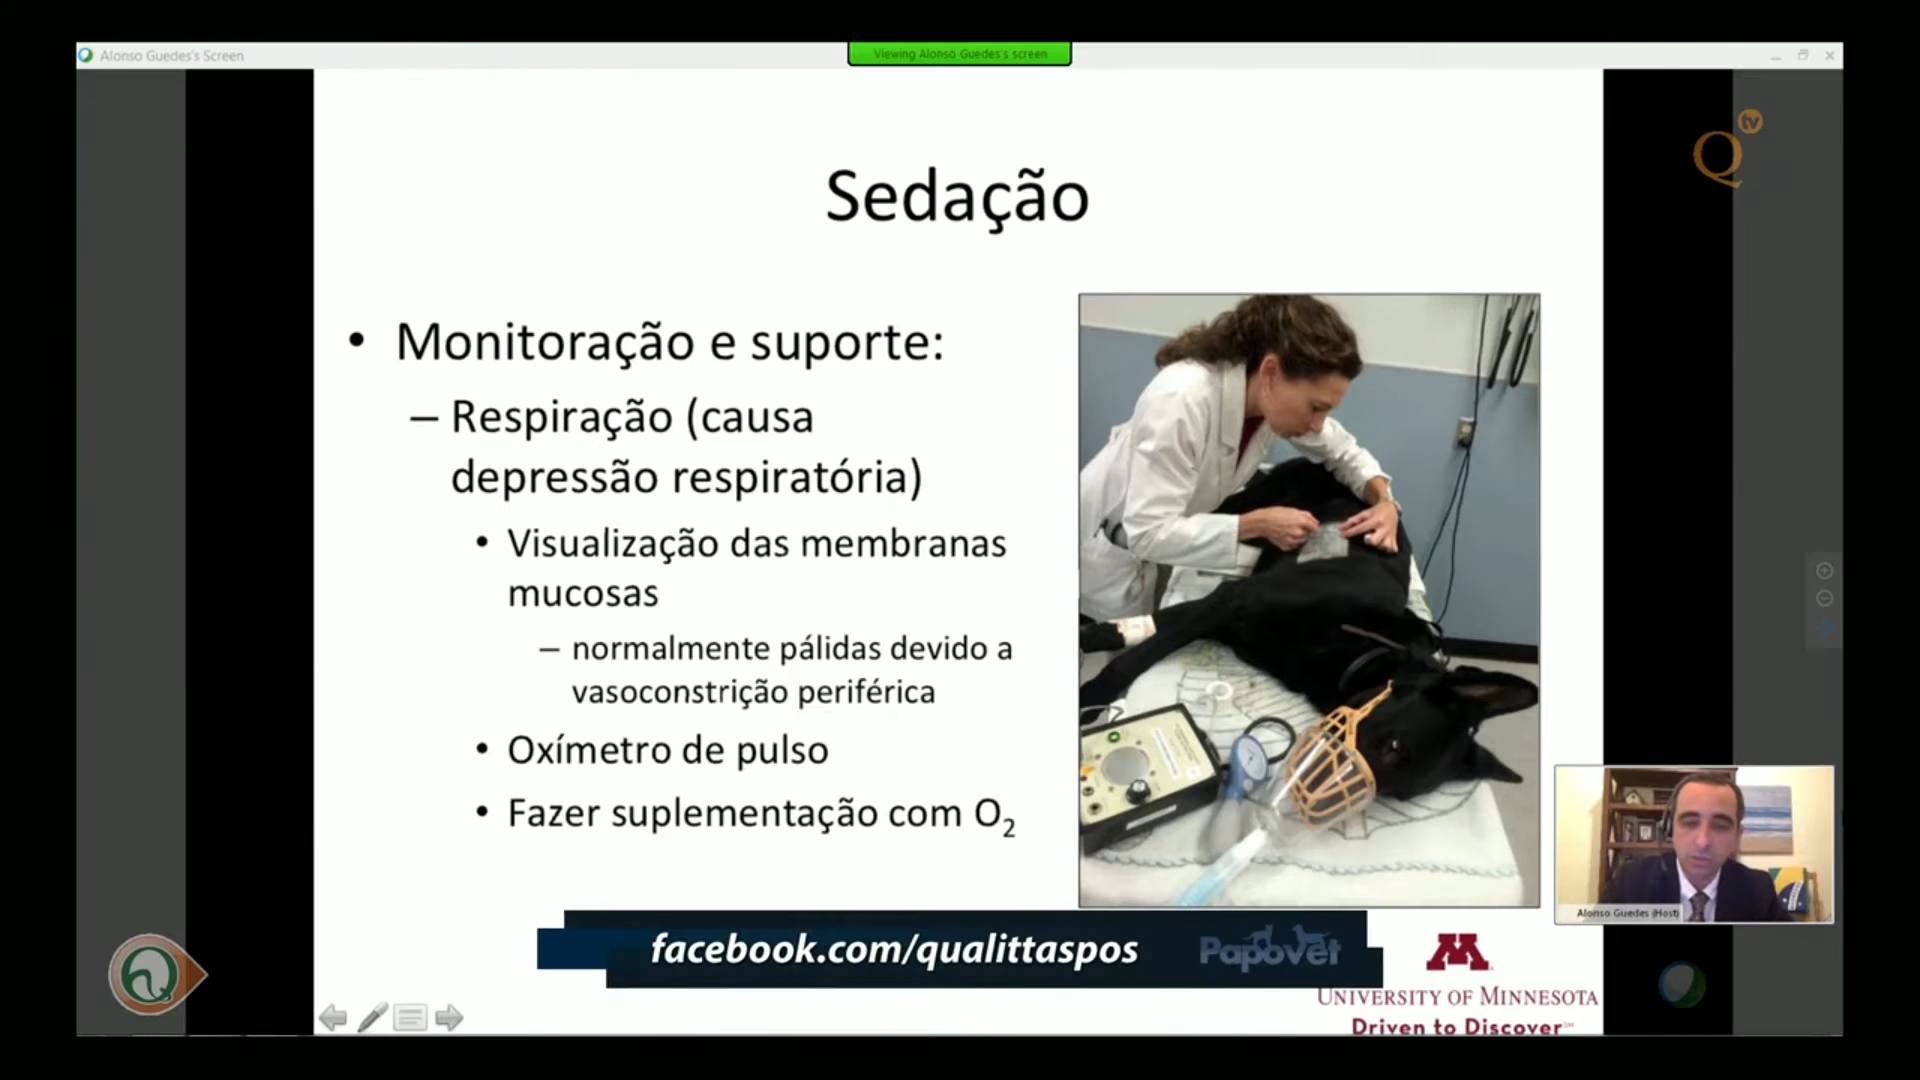 Alonso Guedes's Screen
Viewing Alonso Guedes's screen
Q tv
Sedação
• Monitoração e suporte:
– Respiração (causa
depressão respiratória)
• Visualização das membranas
mucosas
– normalmente pálidas devido a
vasoconstrição periférica
• Oxímetro de pulso
• Fazer suplementação com O₂
Alonso Guedes (Host)
facebook.com/qualittaspos
PapoVet
M
UNIVERSITY OF MINNESOTA
Driven to Discover℠